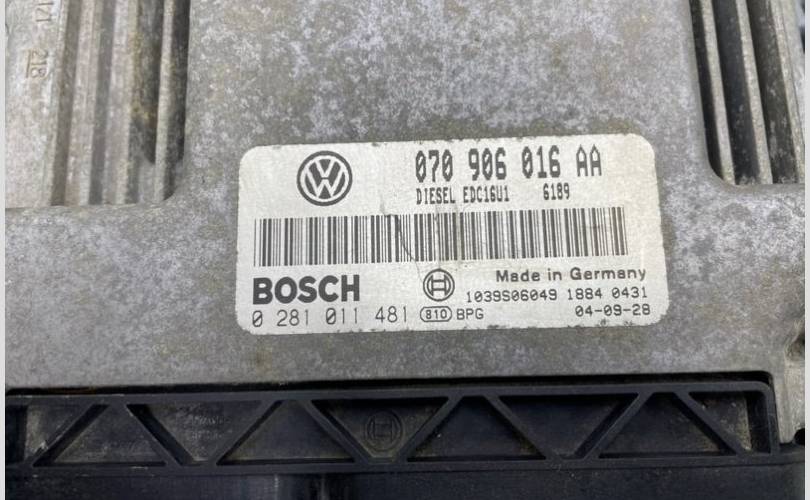 070 906 016 AA
DIESEL EDC16U1 6189
BOSCH
Made in Germany
1039S06049 1884 0431
0 281 011 481 810 BPG
04-09-28